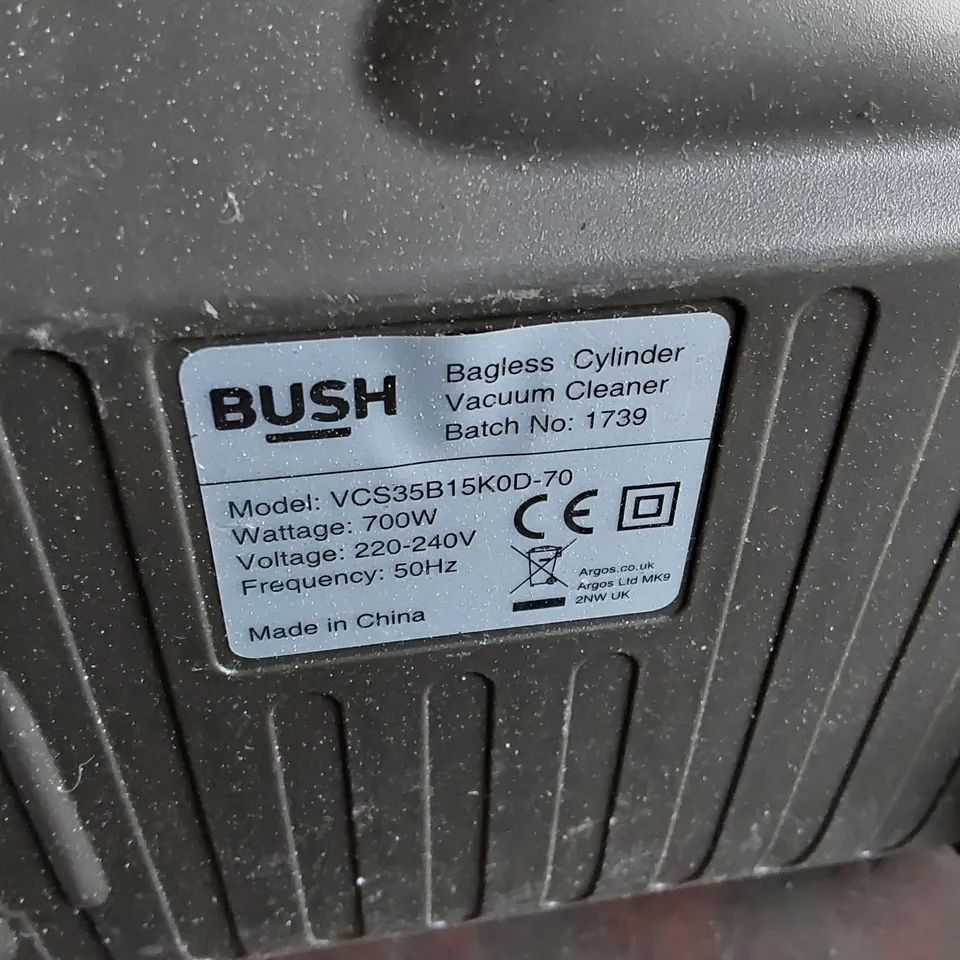 BUSH
Bagless Cylinder
Vacuum Cleaner
Batch No: 1739
Model: VCS35B15K0D-70
Wattage: 700W
Voltage: 220-240V
Frequency: 50Hz
Made in China
CE
Argos.co.uk
Argos Ltd MK9
2NW UK